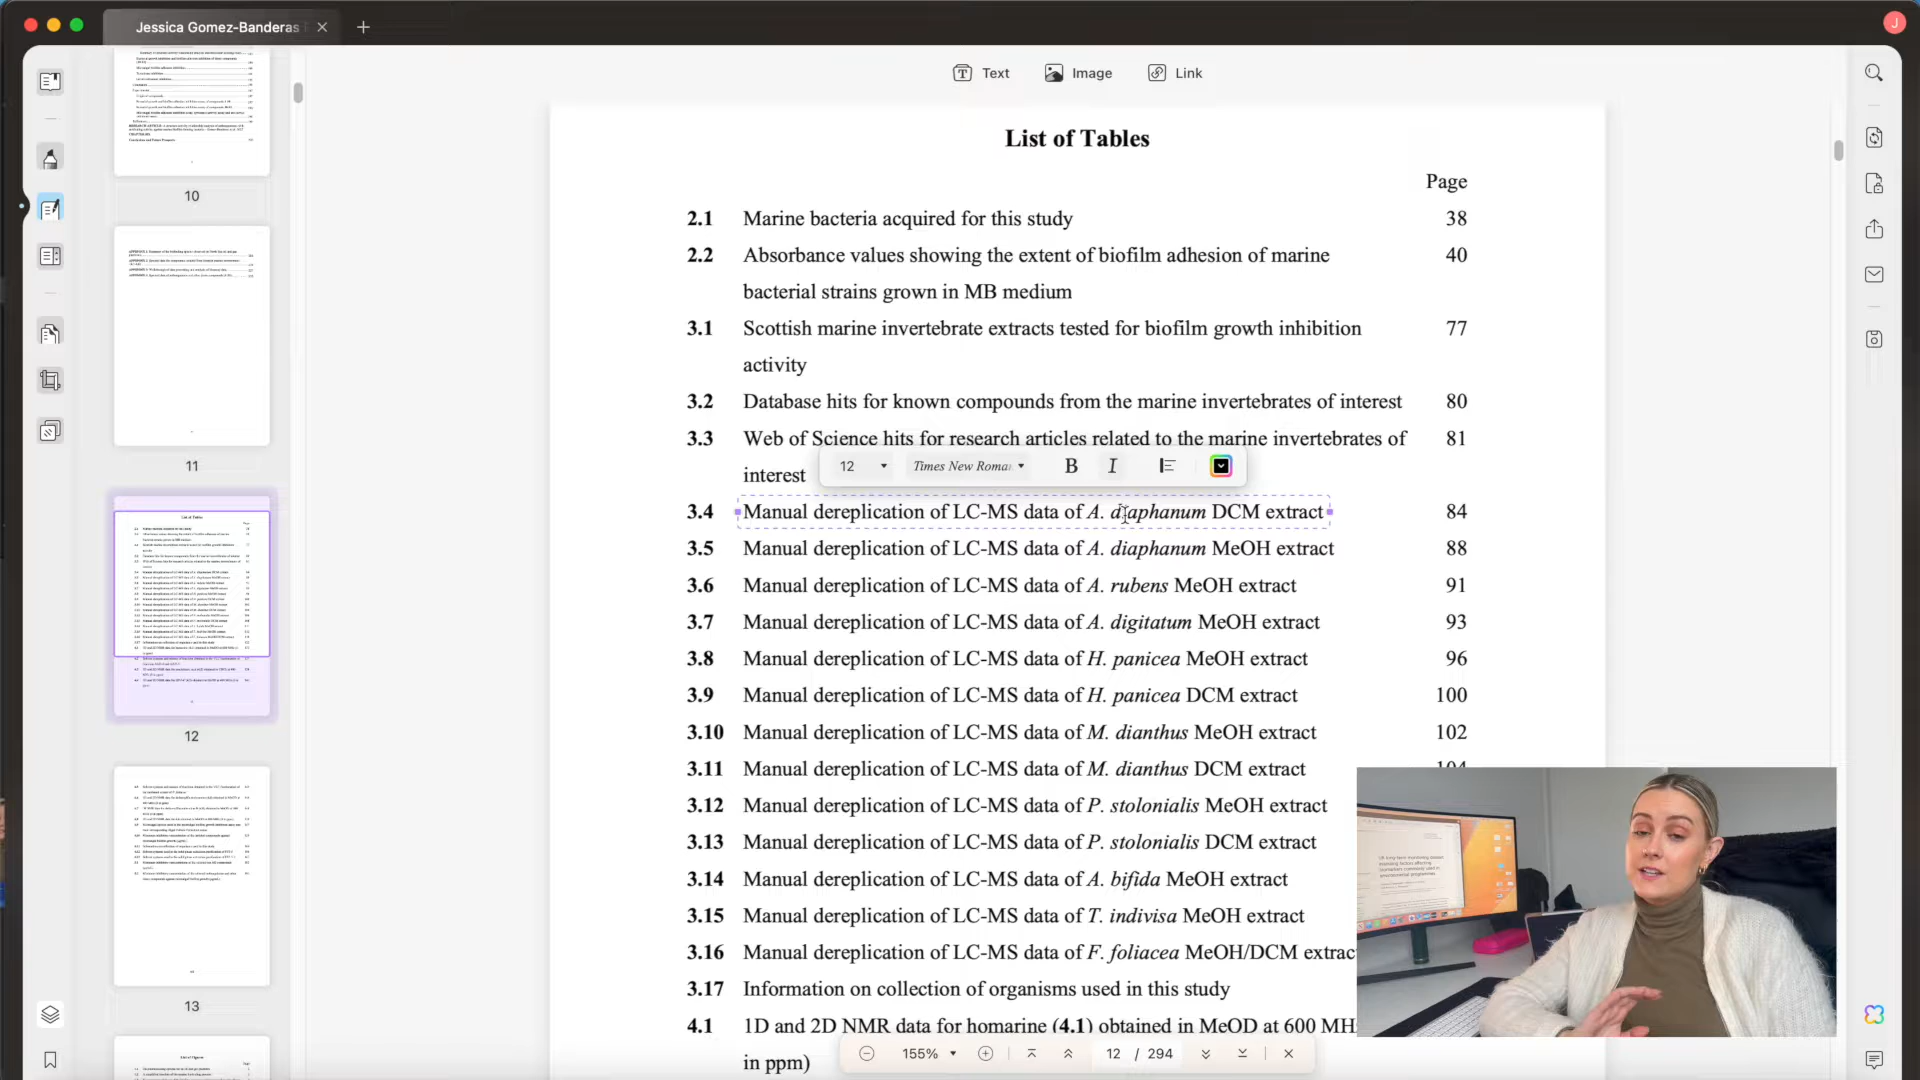 Jessica Gomez-Banderas
J
Text Image Link
10
11
12
13
List of Tables
Page
2.1 Marine bacteria acquired for this study 38
2.2 Absorbance values showing the extent of biofilm adhesion of marine 40
bacterial strains grown in MB medium
3.1 Scottish marine invertebrate extracts tested for biofilm growth inhibition 77
activity
3.2 Database hits for known compounds from the marine invertebrates of interest 80
3.3 Web of Science hits for research articles related to the marine invertebrates of 81
interest
12 Times New Roma B I
3.4 Manual dereplication of LC-MS data of A. diaphanum DCM extract 84
3.5 Manual dereplication of LC-MS data of A. diaphanum MeOH extract 88
3.6 Manual dereplication of LC-MS data of A. rubens MeOH extract 91
3.7 Manual dereplication of LC-MS data of A. digitatum MeOH extract 93
3.8 Manual dereplication of LC-MS data of H. panicea MeOH extract 96
3.9 Manual dereplication of LC-MS data of H. panicea DCM extract 100
3.10 Manual dereplication of LC-MS data of M. dianthus MeOH extract 102
3.11 Manual dereplication of LC-MS data of M. dianthus DCM extract 104
3.12 Manual dereplication of LC-MS data of P. stolonialis MeOH extract
3.13 Manual dereplication of LC-MS data of P. stolonialis DCM extract
3.14 Manual dereplication of LC-MS data of A. bifida MeOH extract
3.15 Manual dereplication of LC-MS data of T. indivisa MeOH extract
3.16 Manual dereplication of LC-MS data of F. foliacea MeOH/DCM extrac
3.17 Information on collection of organisms used in this study
4.1 1D and 2D NMR data for homarine (4.1) obtained in MeOD at 600 MH
in ppm)
155% 12 / 294